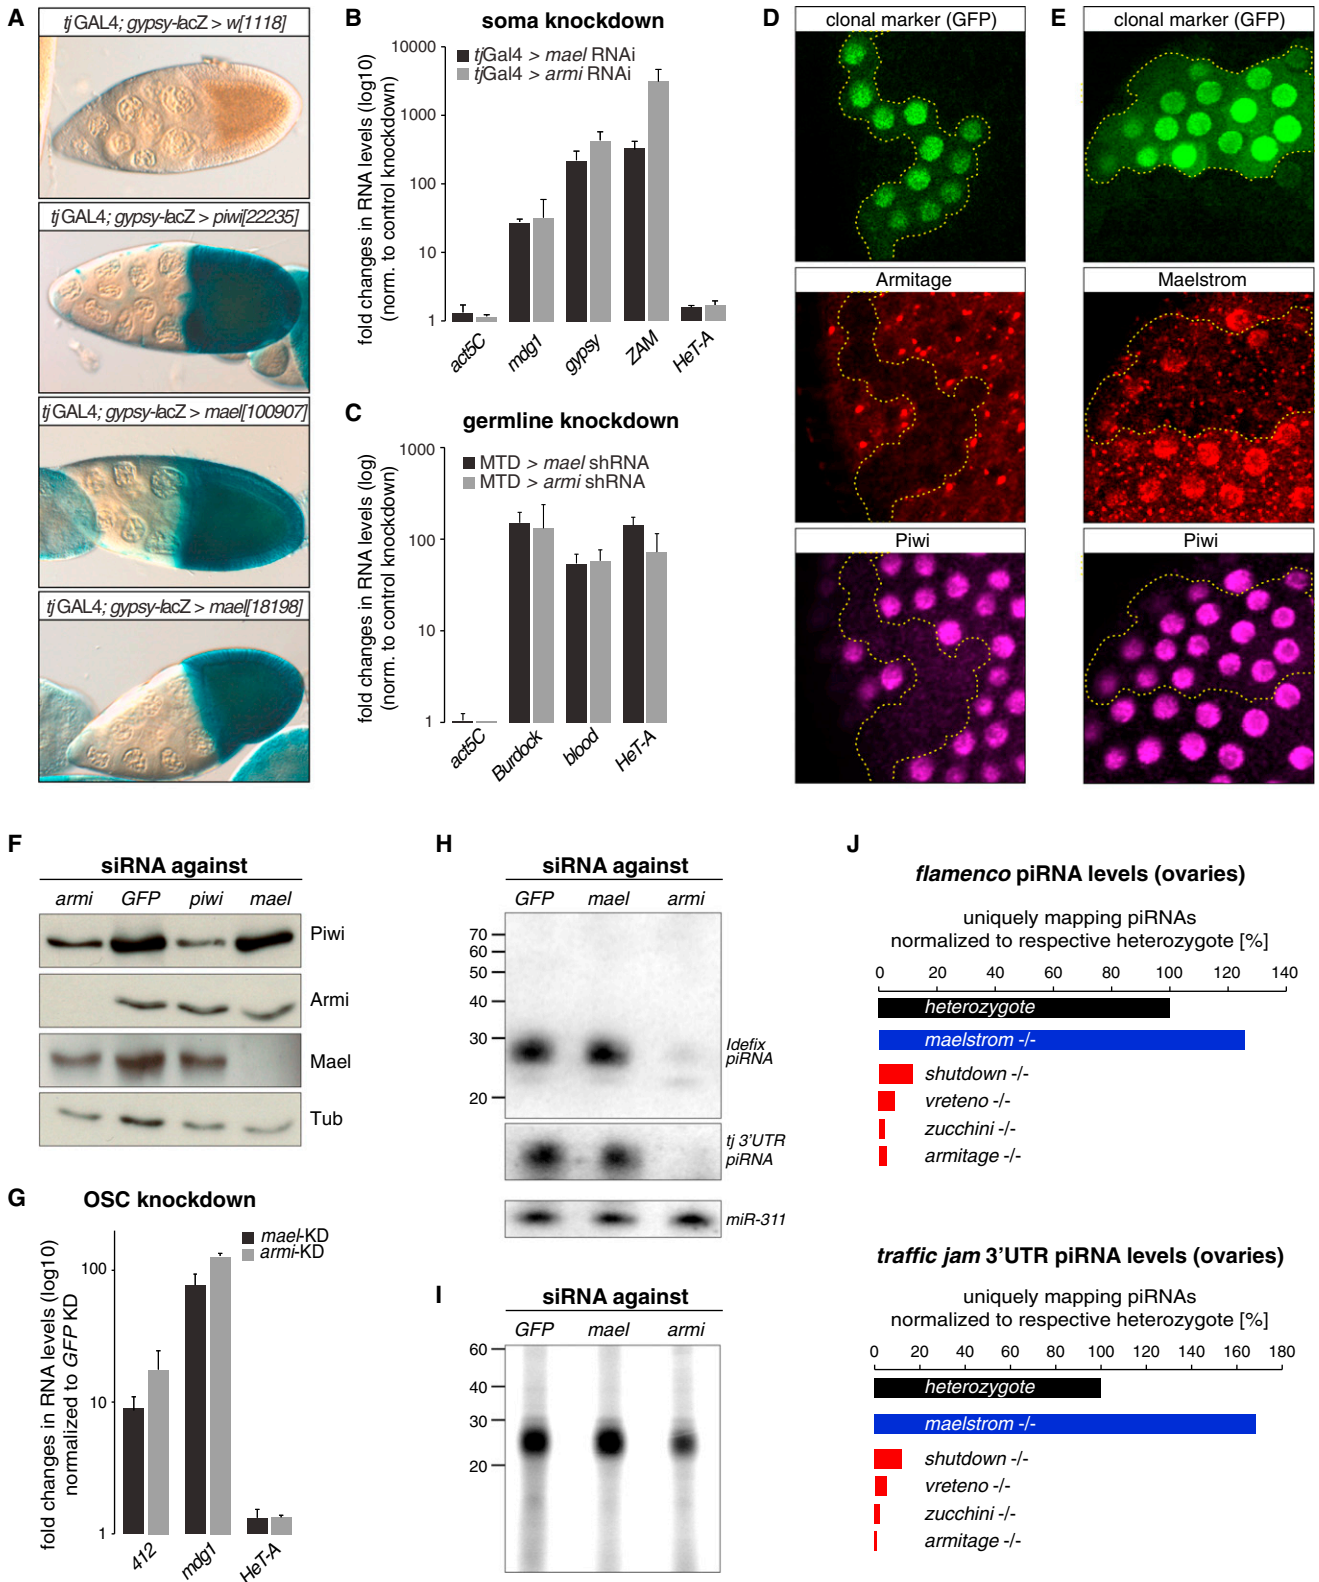 A
tj GAL4; gypsy-lacZ > w[1118]
tj GAL4; gypsy-lacZ > piwi[22235]
tj GAL4; gypsy-lacZ > mael[100907]
tj GAL4; gypsy-lacZ > mael[18198]
B
soma knockdown
fold changes in RNA levels (log10)
(norm. to control knockdown)
10000
1000
100
10
1
tjGal4 > mael RNAi
tjGal4 > armi RNAi
act5C
mdg1
gypsy
ZAM
HeT-A
C
germline knockdown
fold changes in RNA levels (log)
(norm. to control knockdown)
1000
100
10
1
MTD > mael shRNA
MTD > armi shRNA
act5C
Burdock
blood
HeT-A
D
clonal marker (GFP)
Armitage
Piwi
E
clonal marker (GFP)
Maelstrom
Piwi
F
siRNA against
armi GFP piwi mael
Piwi
Armi
Mael
Tub
G
OSC knockdown
fold changes in RNA levels (log10)
normalized to GFP KD
100
10
1
mael-KD
armi-KD
412
mdg1
HeT-A
H
siRNA against
GFP mael armi
70
60
50
40
30
20
Idefix
piRNA
tj 3'UTR
piRNA
miR-311
I
siRNA against
GFP mael armi
60
40
30
20
J
flamenco piRNA levels (ovaries)
uniquely mapping piRNAs
normalized to respective heterozygote [%]
0 20 40 60 80 100 120 140
heterozygote
maelstrom -/-
shutdown -/-
vreteno -/-
zucchini -/-
armitage -/-
traffic jam 3'UTR piRNA levels (ovaries)
uniquely mapping piRNAs
normalized to respective heterozygote [%]
0 20 40 60 80 100 120 140 160 180
heterozygote
maelstrom -/-
shutdown -/-
vreteno -/-
zucchini -/-
armitage -/-